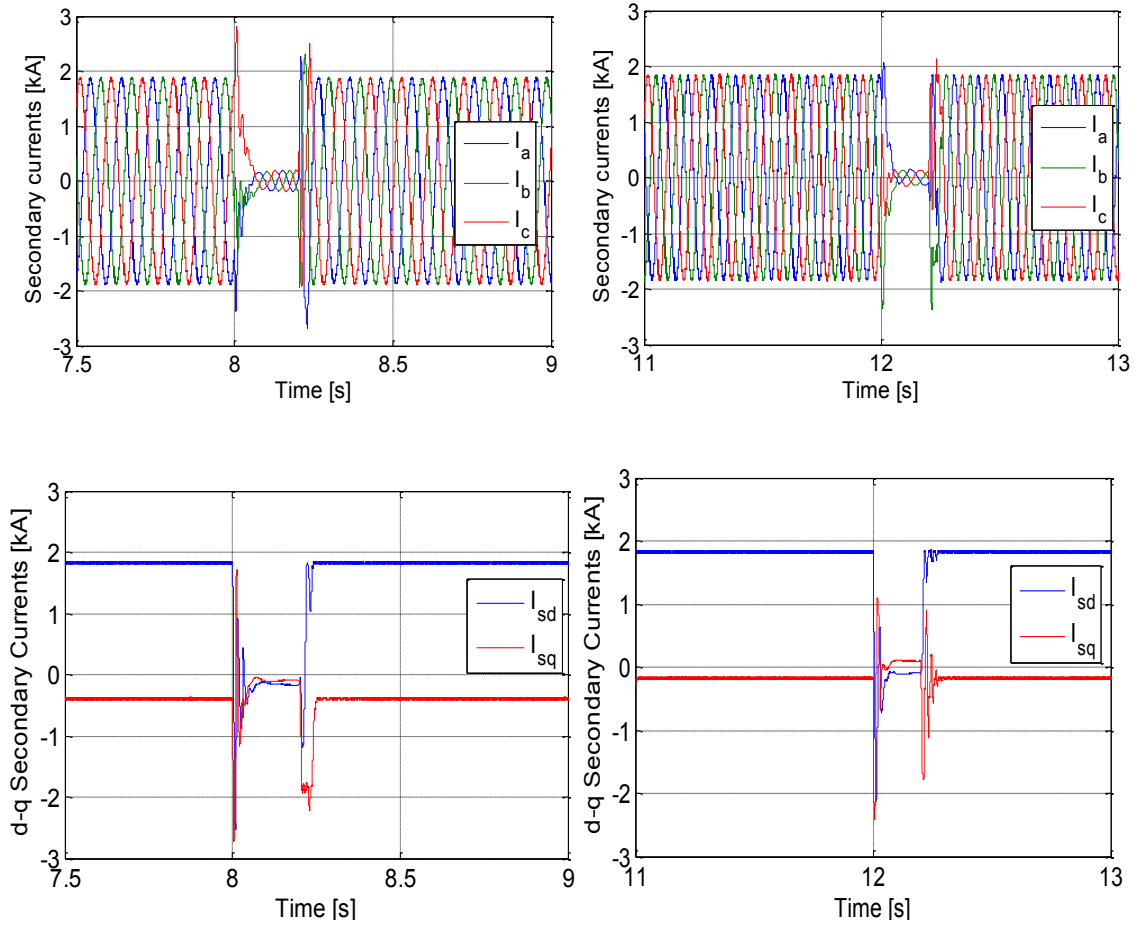 Secondary currents [kA]
3
2
1
0
-1
-2
-3
7.5
8
8.5
9
Time [s]
I_a
I_b
I_c
Secondary currents [kA]
3
2
1
0
-1
-2
-3
11
12
13
Time [s]
I_a
I_b
I_c
d-q Secondary Currents [kA]
3
2
1
0
-1
-2
-3
7.5
8
8.5
9
Time [s]
I_sd
I_sq
d-q Secondary Currents [kA]
3
2
1
0
-1
-2
-3
11
12
13
Time [s]
I_sd
I_sq